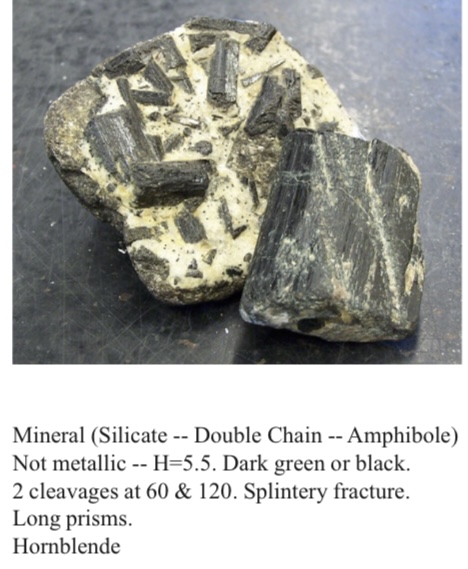 Mineral (Silicate -- Double Chain -- Amphibole)
Not metallic -- H=5.5. Dark green or black.
2 cleavages at 60 & 120. Splintery fracture.
Long prisms.
Hornblende